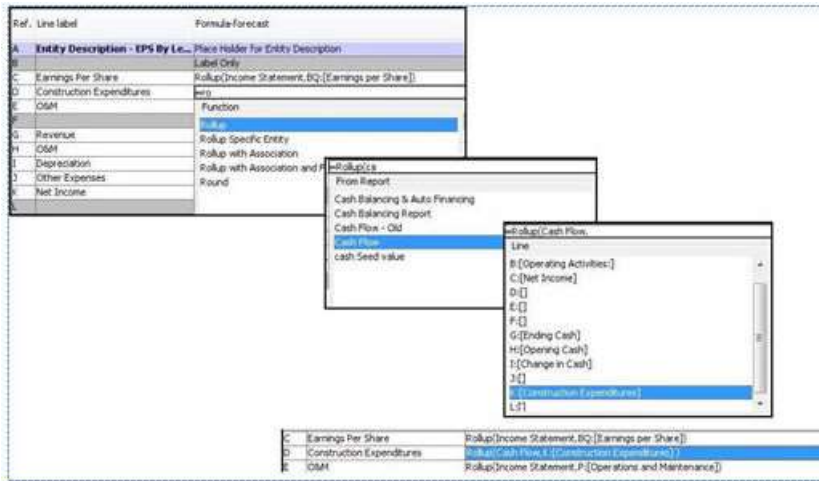 Ref. Line label Formula-forecast
A Entity Description - EPS By Le... Place Holder for Entity Description
B Label Only
C Earnings Per Share Rollup(Income Statement,BQ:[Earnings per Share])
D Construction Expenditures =ro
E O&M Function
F Rollup
G Revenue Rollup Specific Entity
H O&M Rollup with Association
I Depreciation Rollup with Association and
J Other Expenses Round
K Net Income
L
=Rollup(ca
From Report
Cash Balancing & Auto Financing
Cash Balancing Report
Cash Flow - Old
Cash Flow
cash Seed value
=Rollup(Cash Flow,
Line
B:[Operating Activities:]
C:[Net Income]
D:[]
E:[]
F:[]
G:[Ending Cash]
H:[Opening Cash]
I:[Change in Cash]
J:[]
K:[Construction Expenditures]
L:[]
C Earnings Per Share Rollup(Income Statement,BQ:[Earnings per Share])
D Construction Expenditures Rollup(Cash Flow,K:[Construction Expenditures])
E O&M Rollup(Income Statement,P:[Operations and Maintenance])